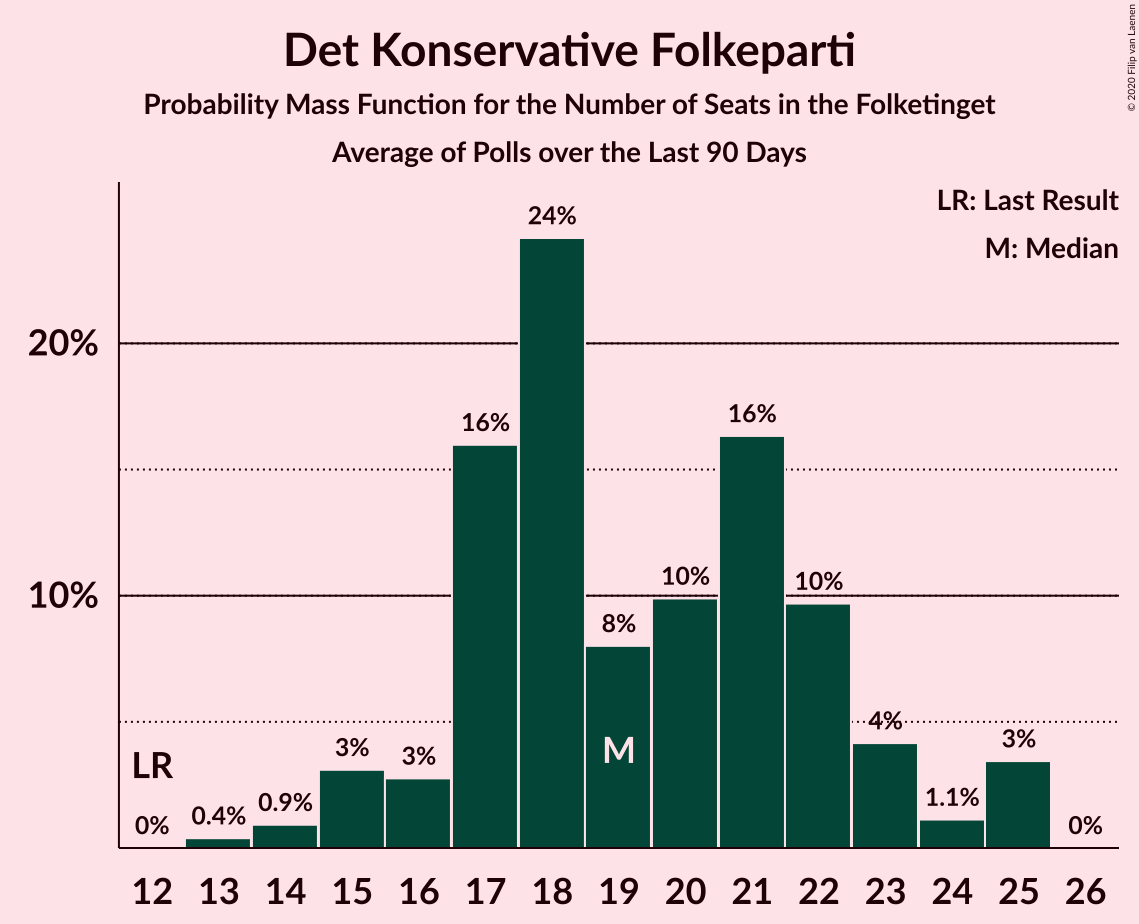 Det Konservative Folkeparti
Probability Mass Function for the Number of Seats in the Folketinget
Average of Polls over the Last 90 Days
© 2020 Filip van Laenen
LR: Last Result
M: Median
20%
10%
LR
0%
0.4%
0.9%
3%
3%
16%
24%
8%
M
10%
16%
10%
4%
1.1%
3%
0%
12 13 14 15 16 17 18 19 20 21 22 23 24 25 26